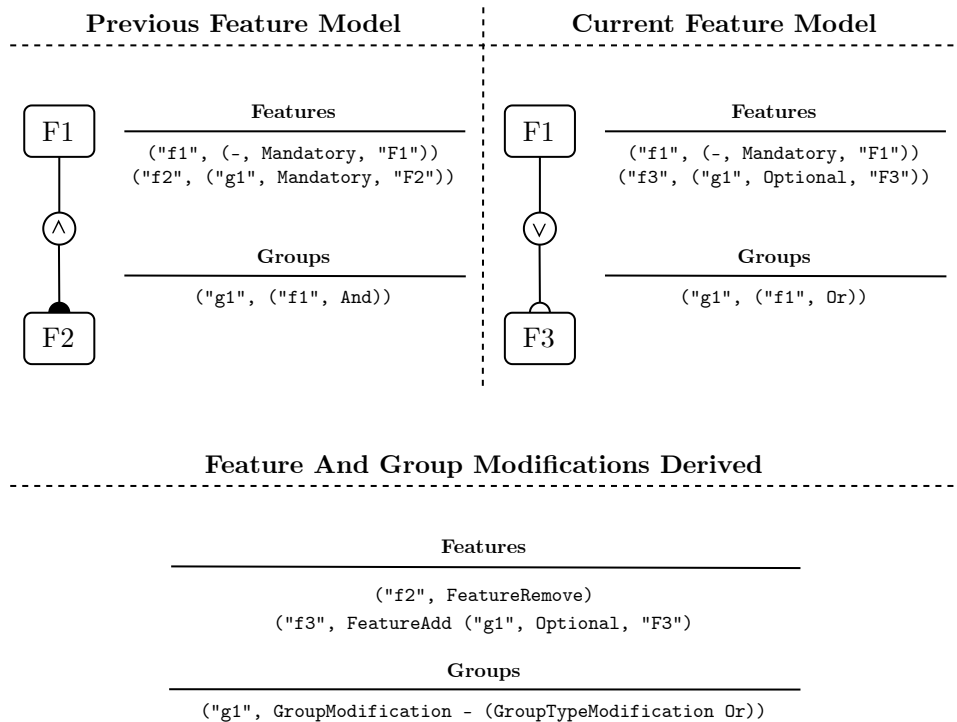 Previous Feature Model
F1
∧
F2
Features
("f1", (-, Mandatory, "F1"))
("f2", ("g1", Mandatory, "F2"))
Groups
("g1", ("f1", And))
Current Feature Model
F1
∨
F3
Features
("f1", (-, Mandatory, "F1"))
("f3", ("g1", Optional, "F3"))
Groups
("g1", ("f1", Or))
Feature And Group Modifications Derived
Features
("f2", FeatureRemove)
("f3", FeatureAdd ("g1", Optional, "F3")
Groups
("g1", GroupModification - (GroupTypeModification Or))